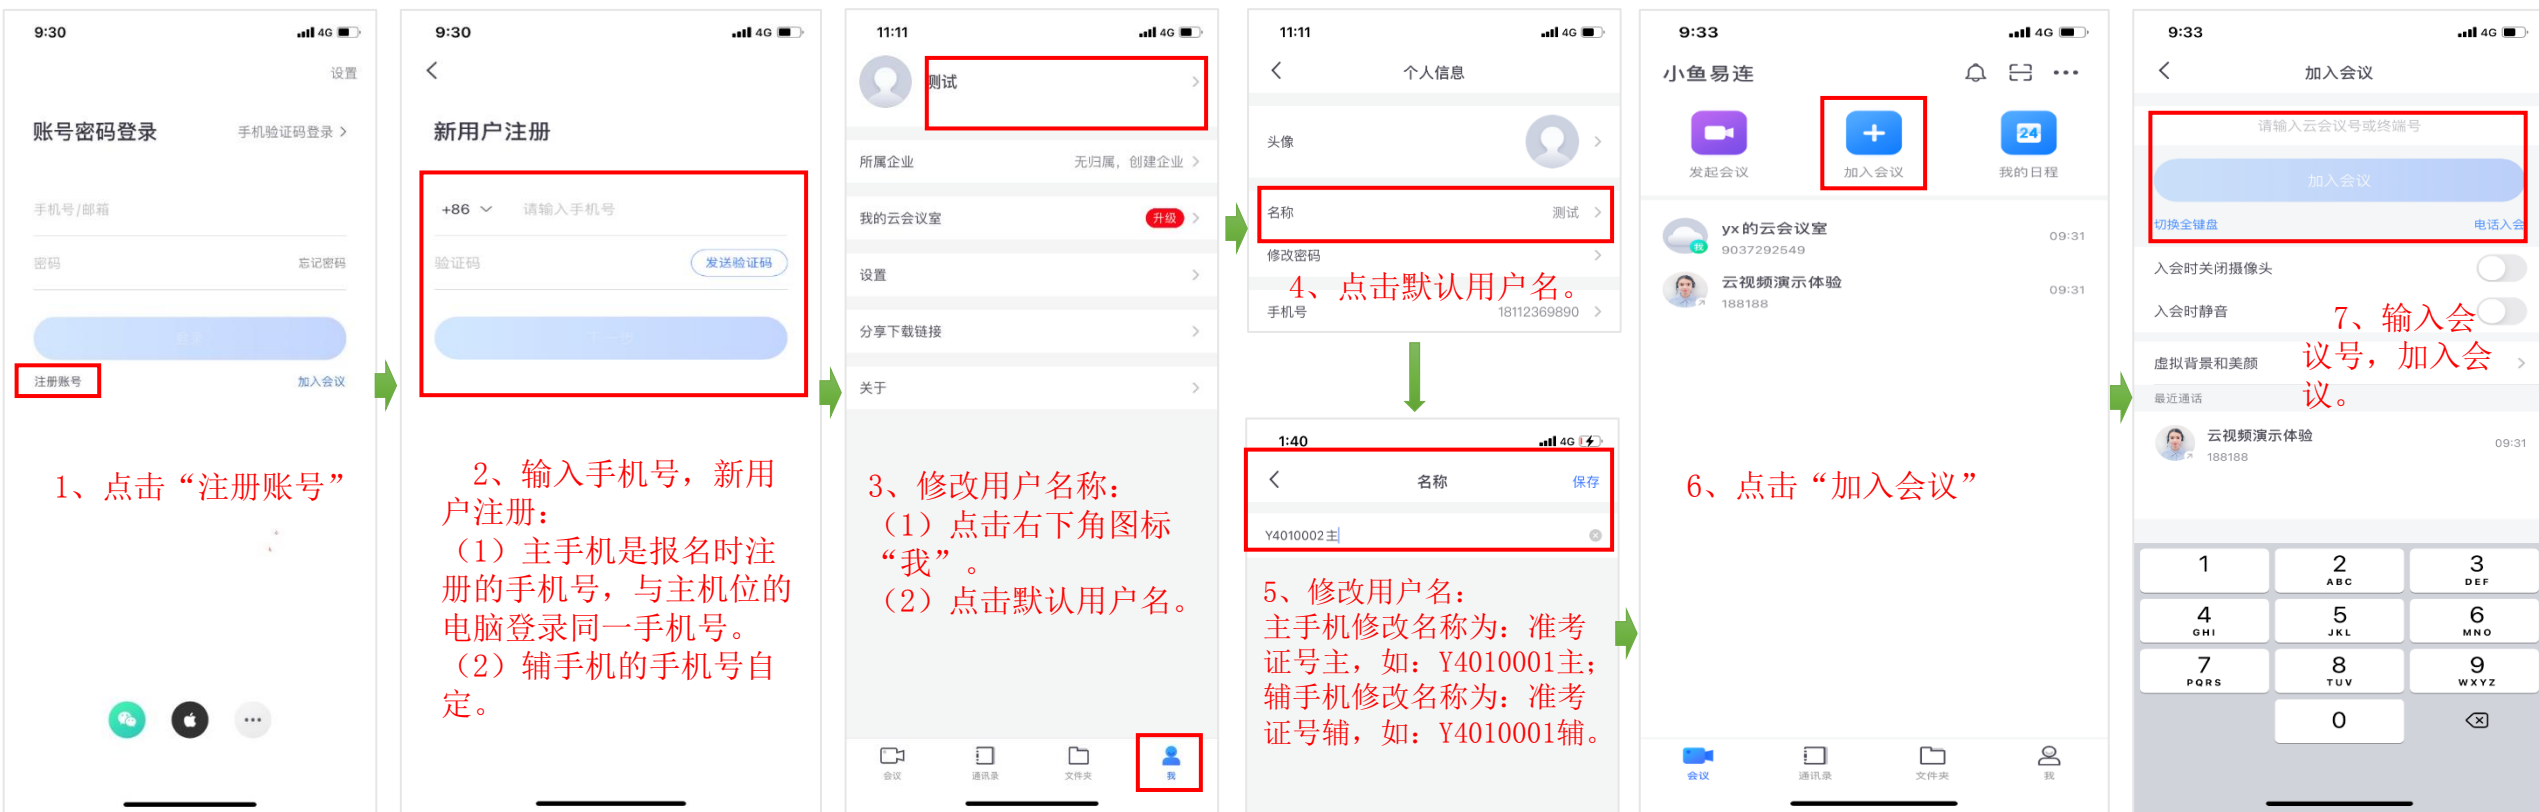 9:30
4G
设置
账号密码登录
手机验证码登录 >
手机号/邮箱
密码
忘记密码
登录
注册账号
加入会议
1、点击“注册账号”
9:30
4G
新用户注册
+86
请输入手机号
验证码
发送验证码
下一步
2、输入手机号，新用
户注册：
（1）主手机是报名时注
册的手机号，与主机位的
电脑登录同一手机号。
（2）辅手机的手机号自
定。
11:11
4G
测试
所属企业
无归属，创建企业
我的云会议室
升级
设置
分享下载链接
关于
3、修改用户名称：
（1）点击右下角图标
“我”。
（2）点击默认用户名。
会议
通讯录
文件夹
我
11:11
4G
个人信息
头像
名称
测试
修改密码
4、点击默认用户名。
手机号
18112369890
1:40
4G
名称
保存
Y4010002主
5、修改用户名：
主手机修改名称为：准考
证号主，如：Y4010001主；
辅手机修改名称为：准考
证号辅，如：Y4010001辅。
9:33
4G
小鱼易连
24
发起会议
加入会议
我的日程
yx的云会议室
09:31
我
9037292549
云视频演示体验
09:31
188188
6、点击“加入会议”
会议
通讯录
文件夹
我
9:33
4G
加入会议
请输入云会议号或终端号
加入会议
切换全键盘
电话入会
入会时关闭摄像头
入会时静音
7、输入会
议号，加入会
议。
虚拟背景和美颜
最近通话
云视频演示体验
09:31
188188
1
2
3
ABC
DEF
4
5
6
GHI
JKL
MNO
7
8
9
PQRS
TUV
WXYZ
0